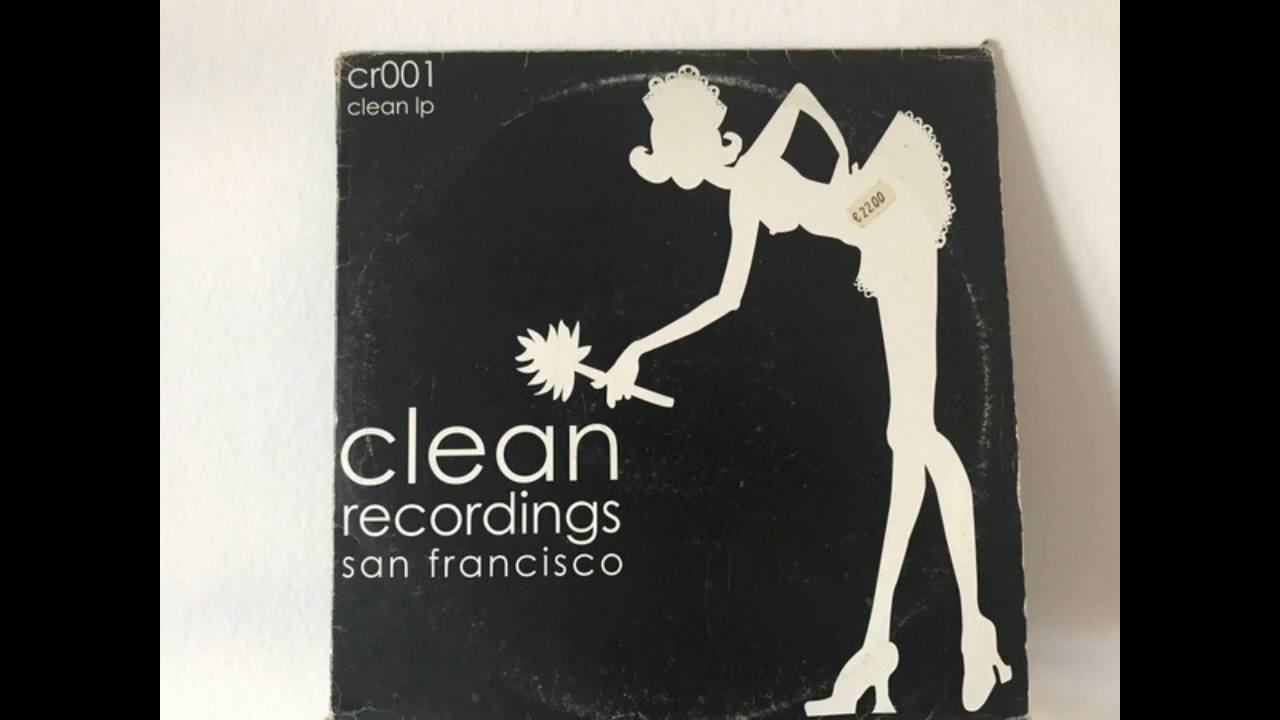 cr001
clean lp
€22.00
clean
recordings
san francisco